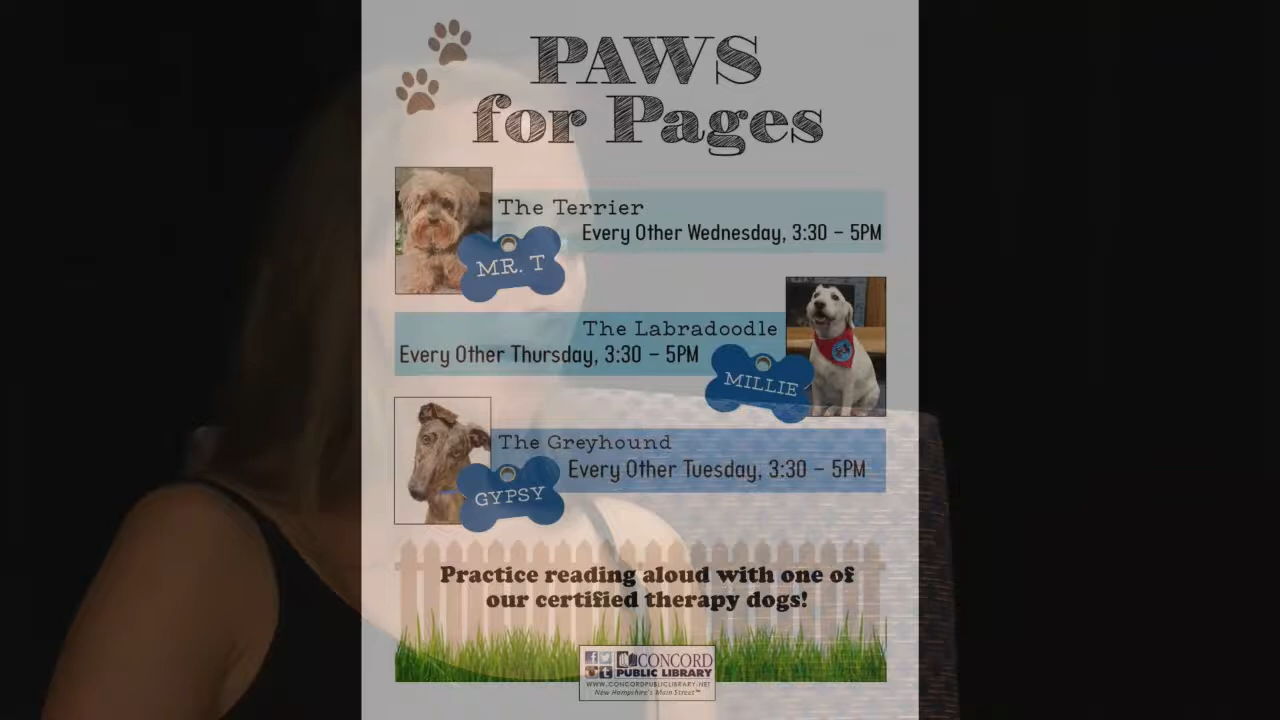 PAWS
for Pages
The Terrier
Every Other Wednesday, 3:30 – 5PM
MR. T
The Labradoodle
Every Other Thursday, 3:30 – 5PM
MILLIE
The Greyhound
Every Other Tuesday, 3:30 – 5PM
GYPSY
Practice reading aloud with one of
our certified therapy dogs!
CONCORD
PUBLIC LIBRARY
WWW.CONCORDPUBLICLIBRARY.NET
New Hampshire's Main Street™